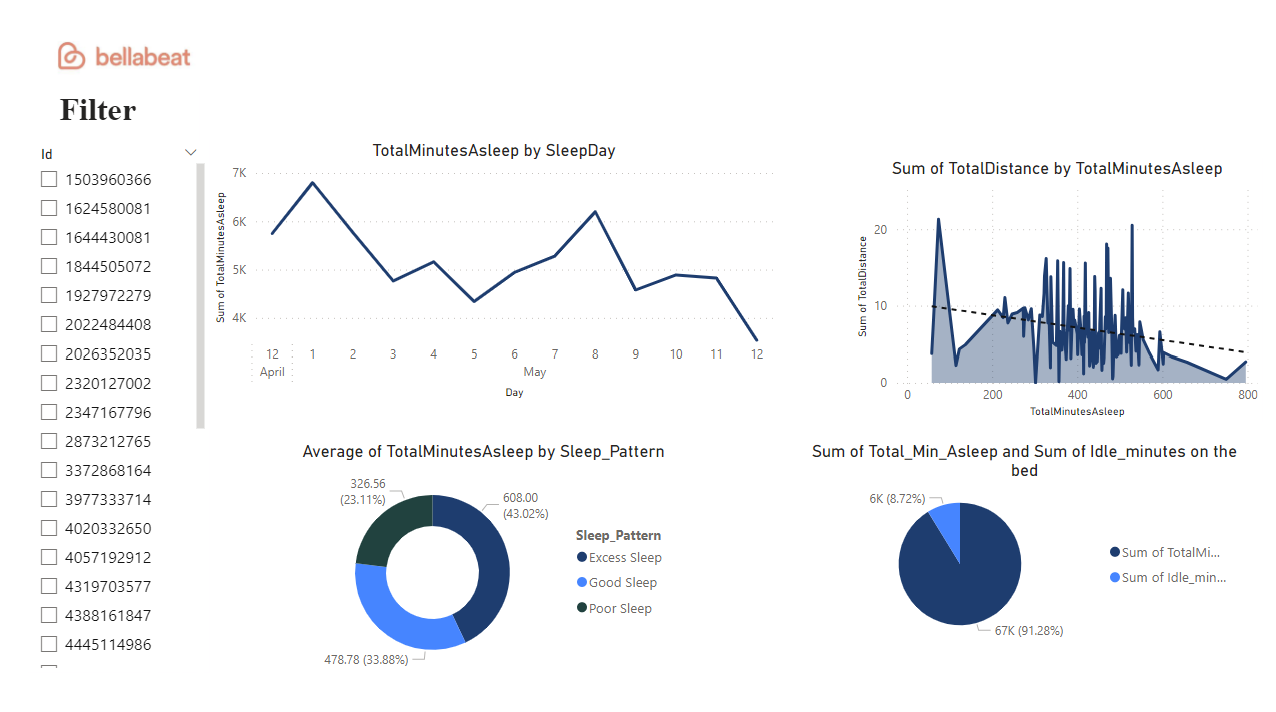 bellabeat
Filter
Id
1503960366
1624580081
1644430081
1844505072
1927972279
2022484408
2026352035
2320127002
2347167796
2873212765
3372868164
3977333714
4020332650
4057192912
4319703577
4388161847
4445114986
TotalMinutesAsleep by SleepDay
Sum of TotalMinutesAsleep
7K
6K
5K
4K
12 1 2 3 4 5 6 7 8 9 10 11 12
April May
Day
Sum of TotalDistance by TotalMinutesAsleep
Sum of TotalDistance
20
10
0
0 200 400 600 800
TotalMinutesAsleep
Average of TotalMinutesAsleep by Sleep_Pattern
326.56
(23.11%)
608.00
(43.02%)
478.78 (33.88%)
Sleep_Pattern
Excess Sleep
Good Sleep
Poor Sleep
Sum of Total_Min_Asleep and Sum of Idle_minutes on the
bed
6K (8.72%)
67K (91.28%)
Sum of TotalMi...
Sum of Idle_min...